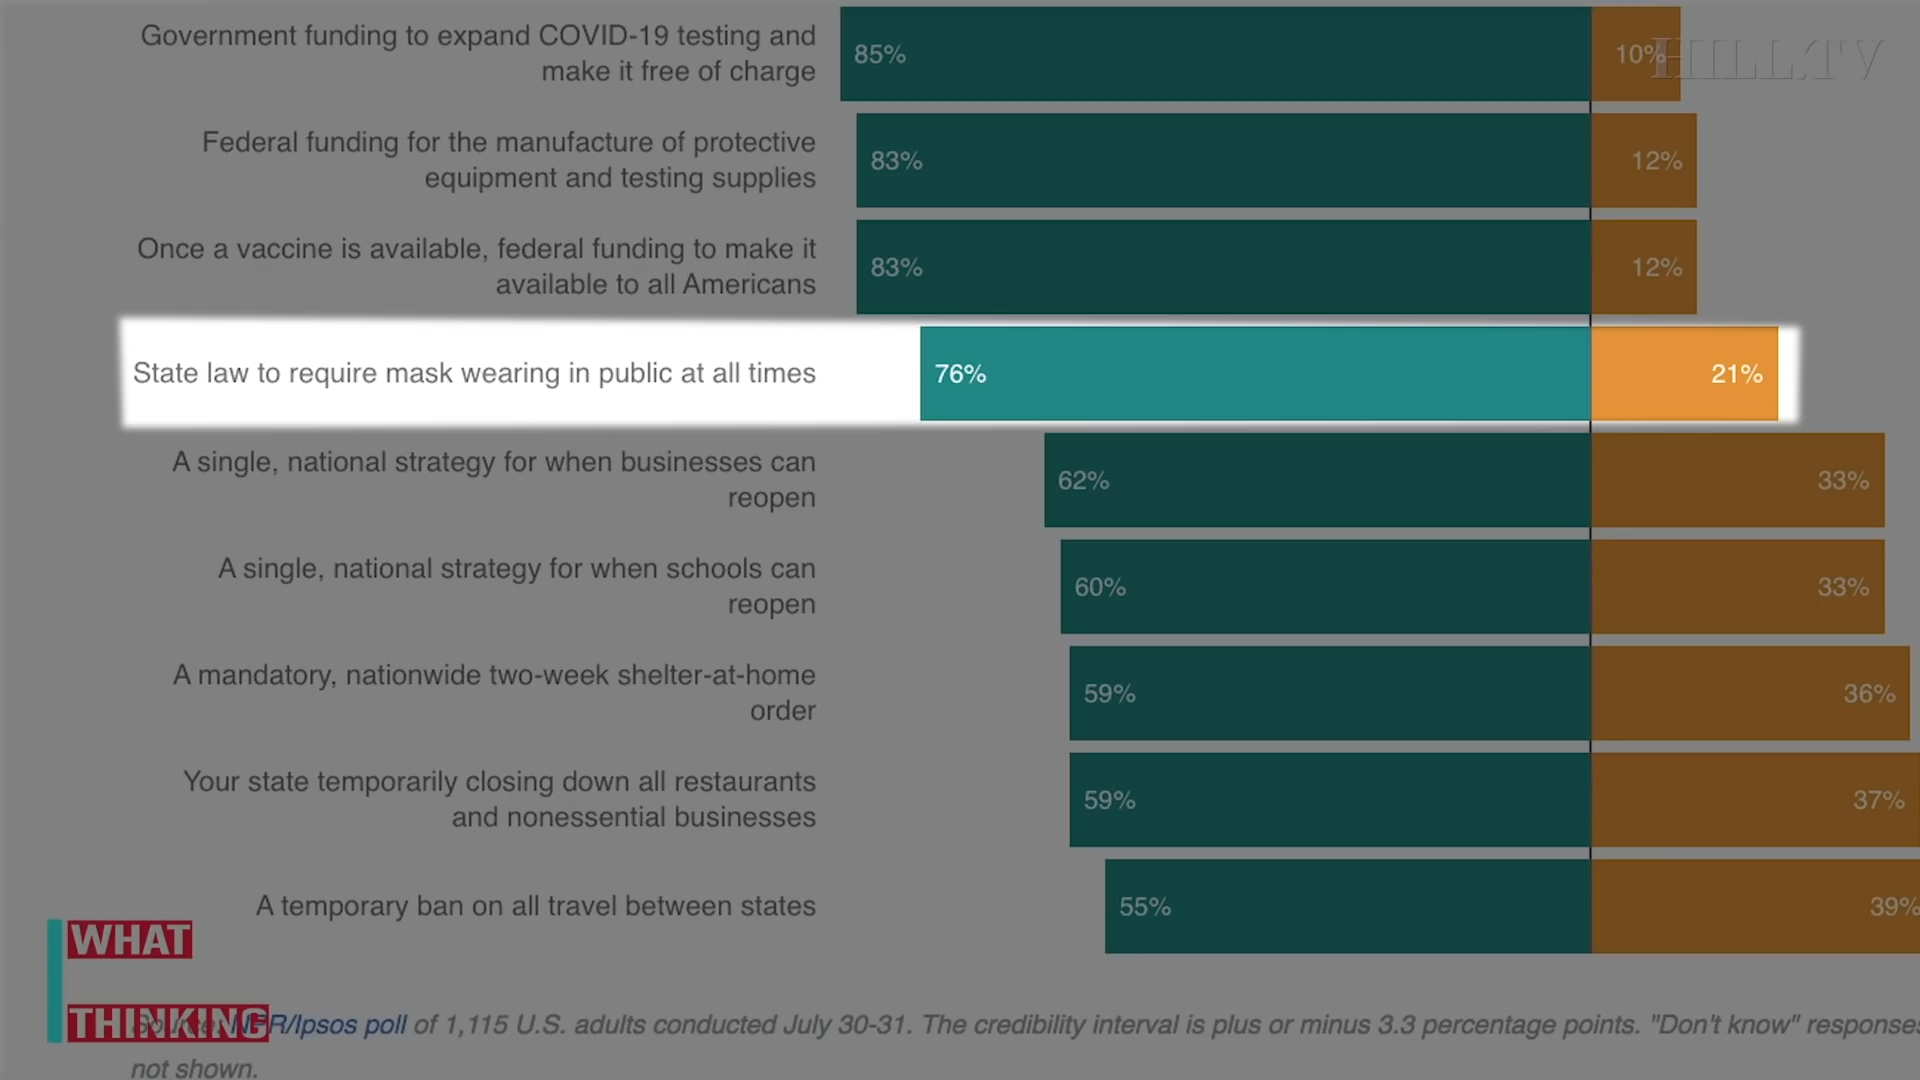 Government funding to expand COVID-19 testing and
make it free of charge
85%
10%
HILL.TV
Federal funding for the manufacture of protective
equipment and testing supplies
83%
12%
Once a vaccine is available, federal funding to make it
available to all Americans
83%
12%
State law to require mask wearing in public at all times
76%
21%
A single, national strategy for when businesses can
reopen
62%
33%
A single, national strategy for when schools can
reopen
60%
33%
A mandatory, nationwide two-week shelter-at-home
order
59%
36%
Your state temporarily closing down all restaurants
and nonessential businesses
59%
37%
A temporary ban on all travel between states
55%
39%
WHAT
THINKING
Source: NPR/Ipsos poll of 1,115 U.S. adults conducted July 30-31. The credibility interval is plus or minus 3.3 percentage points. "Don't know" responses
not shown.